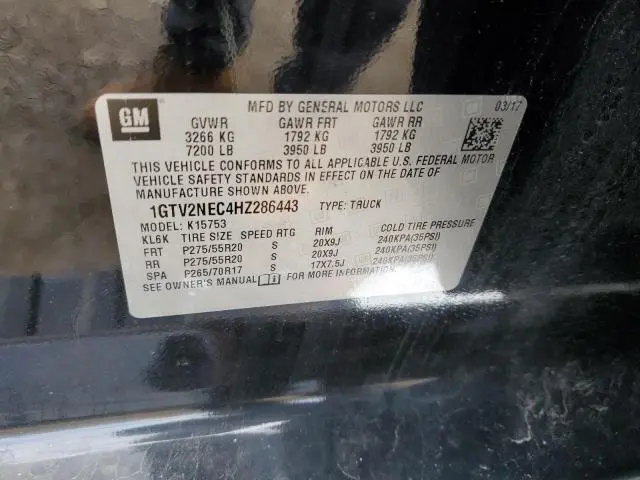 GM
MFD BY GENERAL MOTORS LLC 03/17
GVWR GAWR FRT GAWR RR
3266 KG 1792 KG 1792 KG
7200 LB 3950 LB 3950 LB
THIS VEHICLE CONFORMS TO ALL APPLICABLE U.S. FEDERAL MOTOR
VEHICLE SAFETY STANDARDS IN EFFECT ON THE DATE OF
MANUFACTURE SHOWN ABOVE.
1GTV2NEC4HZ286443 TYPE: TRUCK
MODEL: K15753
KL6K TIRE SIZE SPEED RTG RIM COLD TIRE PRESSURE
FRT P275/55R20 S 20X9J 240KPA(35PSI)
RR P275/55R20 S 20X9J 240KPA(35PSI)
SPA P265/70R17 S 17X7.5J 240KPA(35PSI)
SEE OWNER'S MANUAL